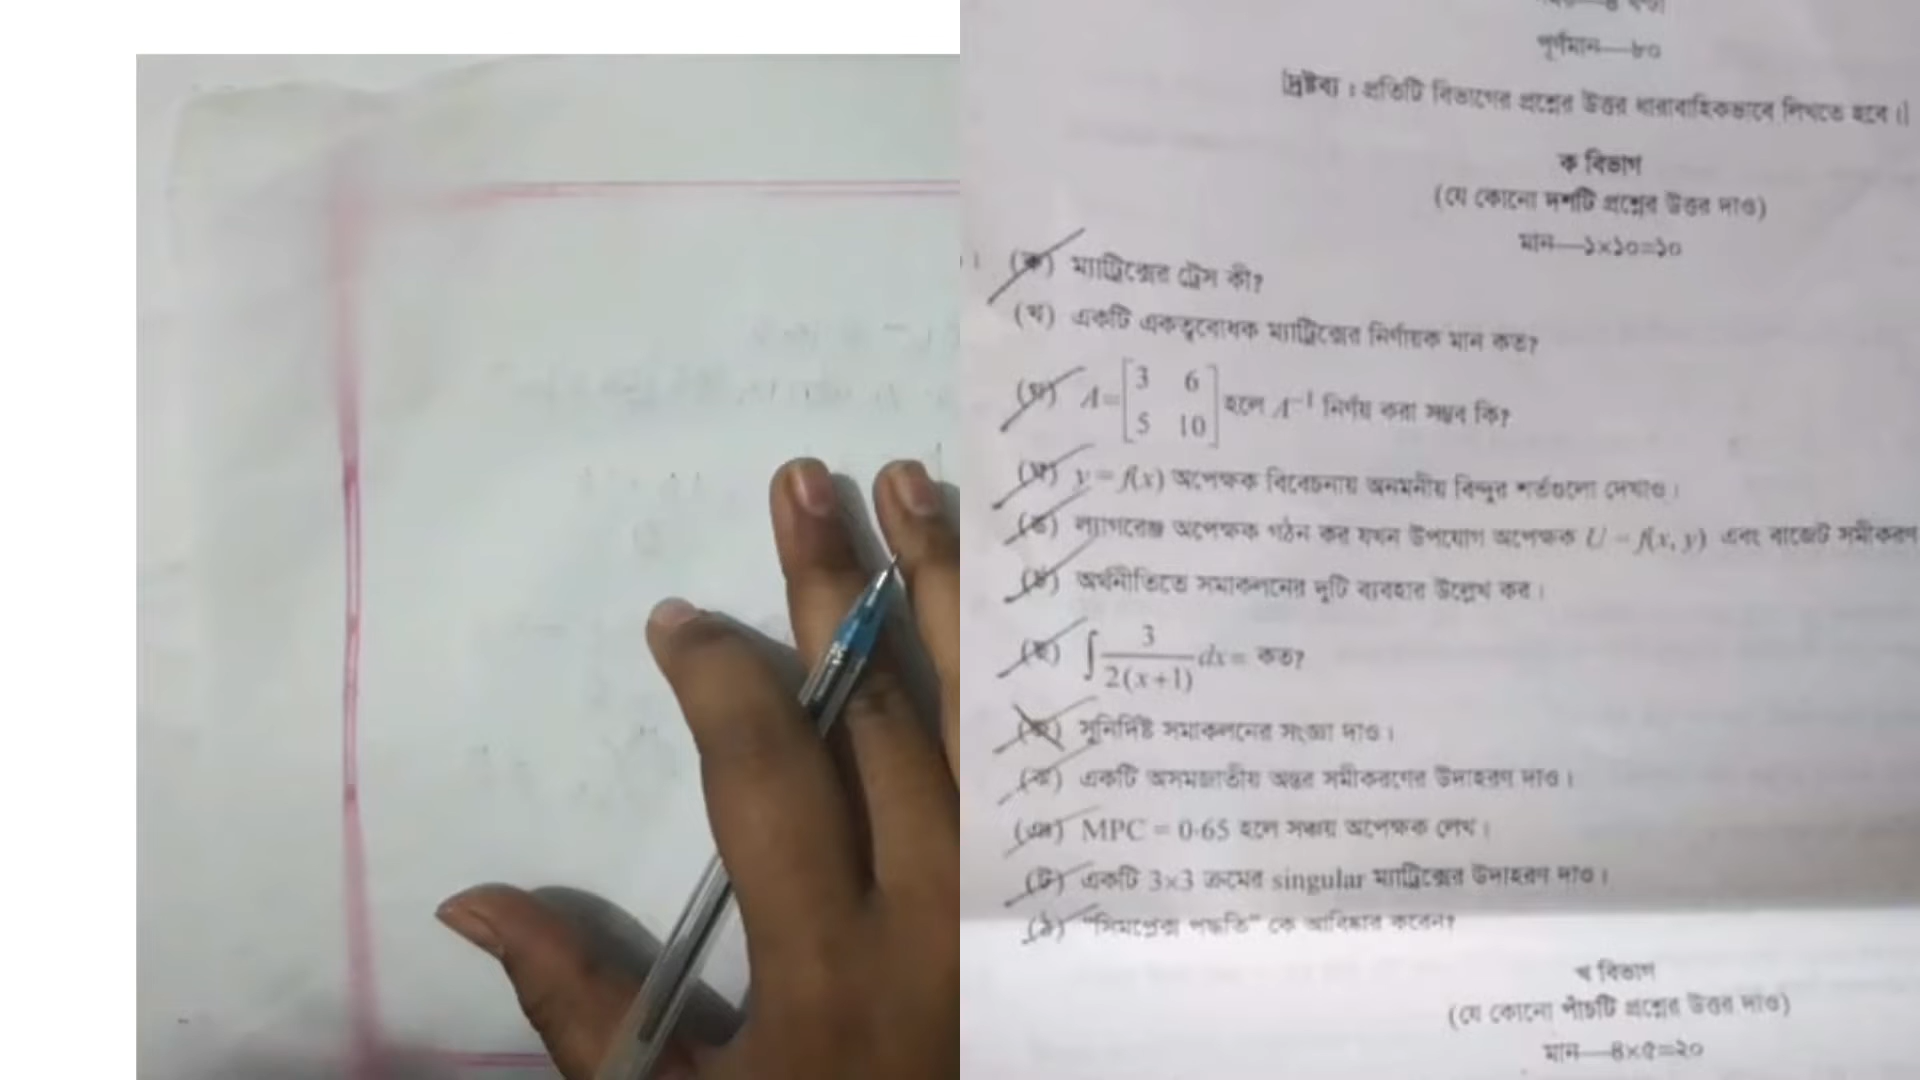 পূর্ণমান—৮০
[দ্রষ্টব্য : প্রতিটি বিভাগের প্রশ্নের উত্তর ধারাবাহিকভাবে লিখতে হবে।]
ক বিভাগ
(যে কোনো দশটি প্রশ্নের উত্তর দাও)
মান—১×১০=১০
(ক) ম্যাট্রিক্সের ট্রেস কী?
(খ) একটি একত্ববোধক ম্যাট্রিক্সের নির্ণায়ক মান কত?
(গ) A = [3 6
5 10] হলে A⁻¹ নির্ণয় করা সম্ভব কি?
(ঘ) y = f(x) অপেক্ষক বিবেচনায় অনমনীয় বিন্দুর শর্তগুলো দেখাও।
(ঙ) ল্যাগরেঞ্জ অপেক্ষক গঠন কর যখন উপযোগ অপেক্ষক U = f(x, y) এবং বাজেট সমীকরণ
(চ) অর্থনীতিতে সমাকলনের দুটি ব্যবহার উল্লেখ কর।
(ছ) ∫ 3/2(x+1) dx = কত?
(জ) সুনির্দিষ্ট সমাকলনের সংজ্ঞা দাও।
(ঝ) একটি অসমজাতীয় অন্তর সমীকরণের উদাহরণ দাও।
(ঞ) MPC = 0·65 হলে সঞ্চয় অপেক্ষক লেখ।
(ট) একটি 3×3 ক্রমের singular ম্যাট্রিক্সের উদাহরণ দাও।
(ঠ) "সিমপ্লেক্স পদ্ধতি" কে আবিষ্কার করেন?
খ বিভাগ
(যে কোনো পাঁচটি প্রশ্নের উত্তর দাও)
মান—৪×৫=২০